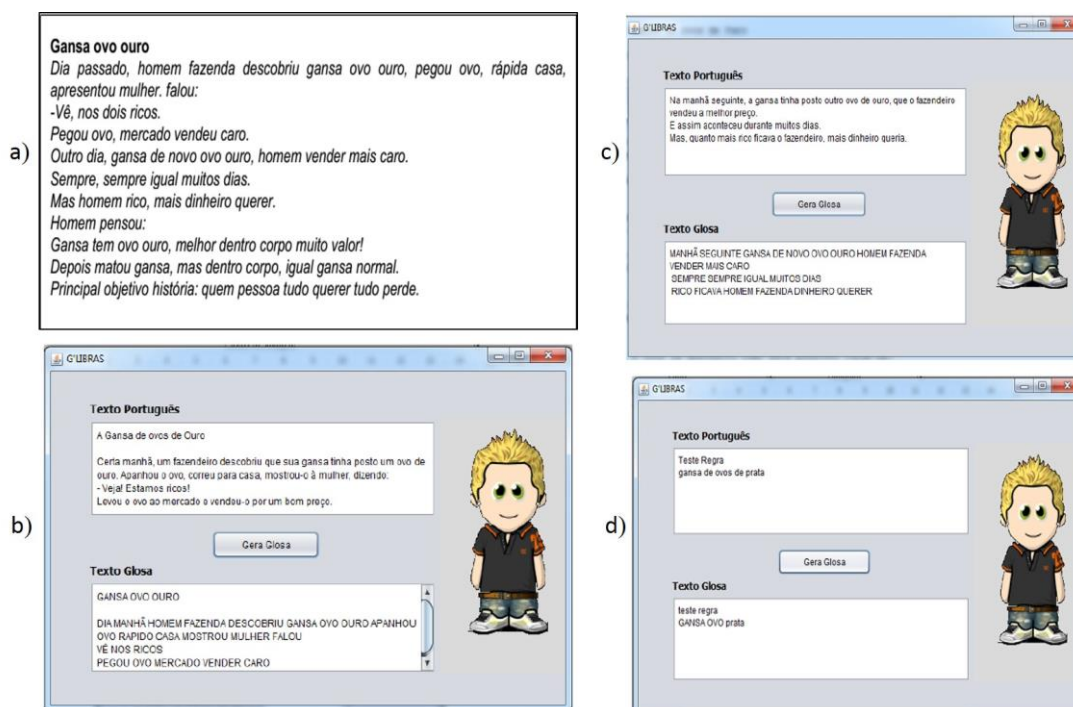 a)
Gansa ovo ouro
Dia passado, homem fazenda descobriu gansa ovo ouro, pegou ovo, rápida casa,
apresentou mulher. falou:
-Vê, nos dois ricos.
Pegou ovo, mercado vendeu caro.
Outro dia, gansa de novo ovo ouro, homem vender mais caro.
Sempre, sempre igual muitos dias.
Mas homem rico, mais dinheiro querer.
Homem pensou:
Gansa tem ovo ouro, melhor dentro corpo muito valor!
Depois matou gansa, mas dentro corpo, igual gansa normal.
Principal objetivo história: quem pessoa tudo querer tudo perde.
b)
G'LIBRAS
Texto Português
A Gansa de ovos de Ouro
Certa manhã, um fazendeiro descobriu que sua gansa tinha posto um ovo de
ouro. Apanhou o ovo, correu para casa, mostrou-o à mulher, dizendo:
- Veja! Estamos ricos!
Levou o ovo ao mercado e vendeu-o por um bom preço.
Gera Glosa
Texto Glosa
GANSA OVO OURO
DIA MANHÃ HOMEM FAZENDA DESCOBRIU GANSA OVO OURO APANHOU
OVO RAPIDO CASA MOSTROU MULHER FALOU
VÊ NOS RICOS
PEGOU OVO MERCADO VENDER CARO
c)
G'LIBRAS
Texto Português
Na manhã seguinte, a gansa tinha posto outro ovo de ouro, que o fazendeiro
vendeu a melhor preço.
E assim aconteceu durante muitos dias.
Mas, quanto mais rico ficava o fazendeiro, mais dinheiro queria.
Gera Glosa
Texto Glosa
MANHÃ SEGUINTE GANSA DE NOVO OVO OURO HOMEM FAZENDA
VENDER MAIS CARO
SEMPRE SEMPRE IGUAL MUITOS DIAS
RICO FICAVA HOMEM FAZENDA DINHEIRO QUERER
d)
G'LIBRAS
Texto Português
Teste Regra
gansa de ovos de prata
Gera Glosa
Texto Glosa
teste regra
GANSA OVO prata